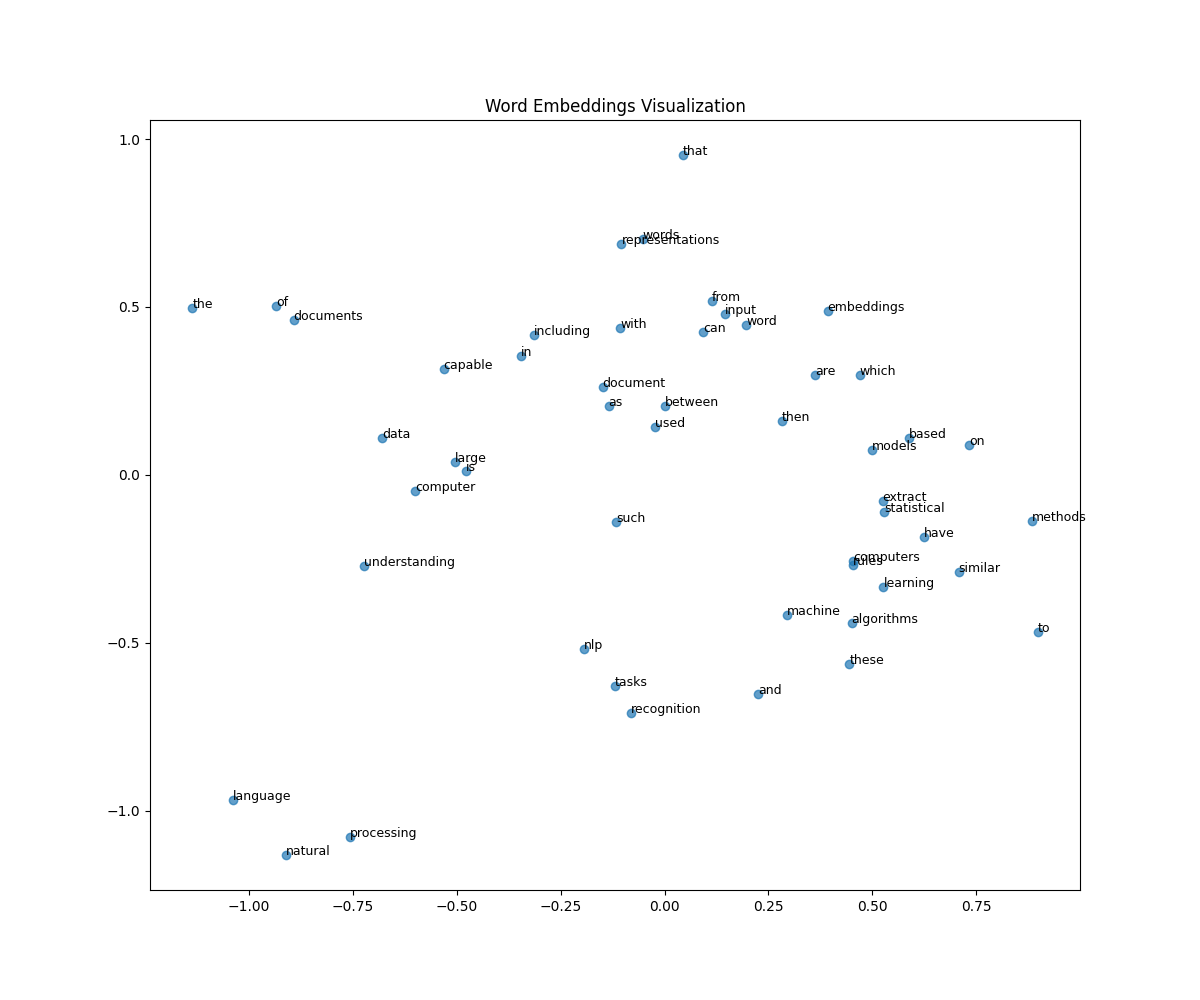 Word Embeddings Visualization
1.0
that
words
representations
0.5
the
of
documents
from
input
word
embeddings
can
with
including
in
capable
are
which
document
as
between
used
then
data
based
on
models
large
is
0.0
computer
extract
statistical
methods
such
have
understanding
computers
rules
similar
learning
machine
algorithms
to
−0.5
nlp
these
tasks
and
recognition
language
−1.0
processing
natural
−1.00 −0.75 −0.50 −0.25 0.00 0.25 0.50 0.75